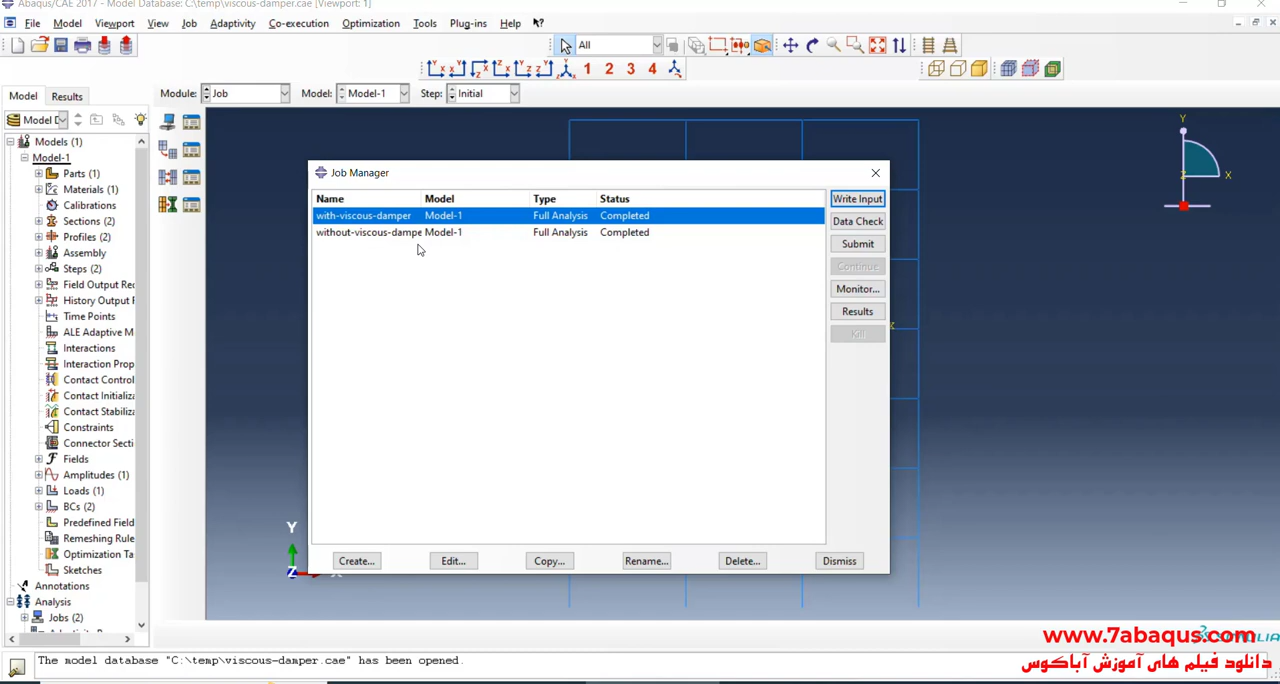 Abaqus/CAE 2017 - Model Database: C:\temp\viscous-damper.cae [Viewport: 1]
File Model Viewport View Job Adaptivity Co-execution Optimization Tools Plug-ins Help
All
1 2 3 4
Model Results
Module: Job Model: Model-1 Step: Initial
Model D
Models (1)
Model-1
Parts (1)
Materials (1)
Calibrations
Sections (2)
Profiles (2)
Assembly
Steps (2)
Field Output Reque
History Output R
Time Points
ALE Adaptive M
Interactions
Interaction Prop
Contact Control
Contact Initializa
Contact Stabiliza
Constraints
Connector Secti
Fields
Amplitudes (1)
Loads (1)
BCs (2)
Predefined Field
Remeshing Rule
Optimization Ta
Sketches
Annotations
Analysis
Jobs (2)
Job Manager
Name Model Type Status
with-viscous-damper Model-1 Full Analysis Completed
without-viscous-dampe Model-1 Full Analysis Completed
Write Input
Data Check
Submit
Continue
Monitor...
Results
Kill
Create... Edit... Copy... Rename... Delete... Dismiss
Y
X
Z
Y
Z
X
www.7abaqus.com
دانلود فیلم های آموزش آباکوس
The model database "C:\temp\viscous-damper.cae" has been opened.